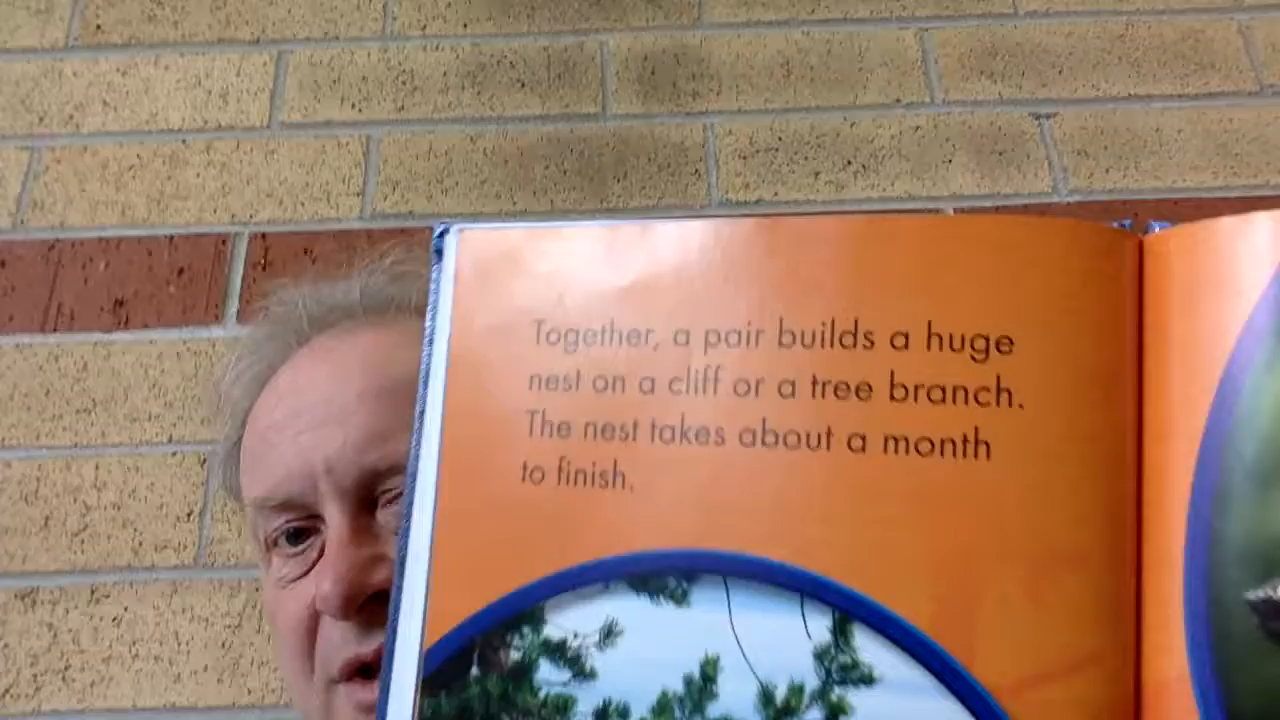 Together, a pair builds a huge
nest on a cliff or a tree branch.
The nest takes about a month
to finish.